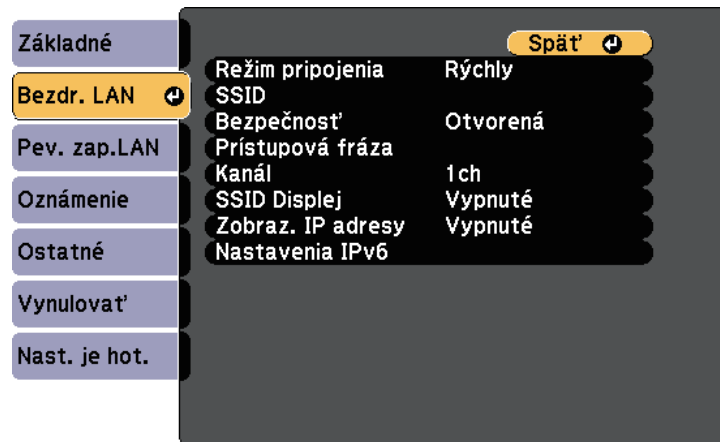 Základné
Bezdr. LAN
Pev. zap.LAN
Oznámenie
Ostatné
Vynulovať
Nast. je hot.
Späť
Režim pripojenia Rýchly
SSID
Bezpečnosť Otvorená
Prístupová fráza
Kanál 1ch
SSID Displej Vypnuté
Zobraz. IP adresy Vypnuté
Nastavenia IPv6